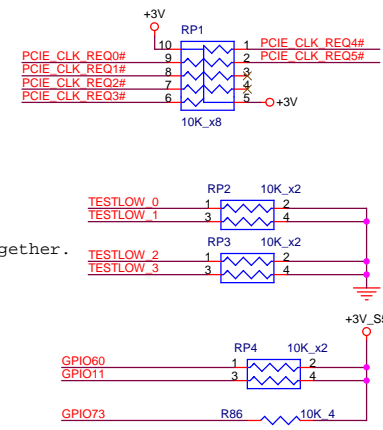 +3V
RP1
10 1 PCIE_CLK_REQ4#
PCIE_CLK_REQ0# 9 2 PCIE_CLK_REQ5#
PCIE_CLK_REQ1# 8 3
PCIE_CLK_REQ2# 7 4
PCIE_CLK_REQ3# 6 5 +3V
10K_x8
RP2 10K_x2
TESTLOW_0 1 2
TESTLOW_1 3 4
gether.
RP3 10K_x2
TESTLOW_2 1 2
TESTLOW_3 3 4
+3V_S5
RP4 10K_x2
GPIO60 1 2
GPIO11 3 4
GPIO73 R86 10K_4